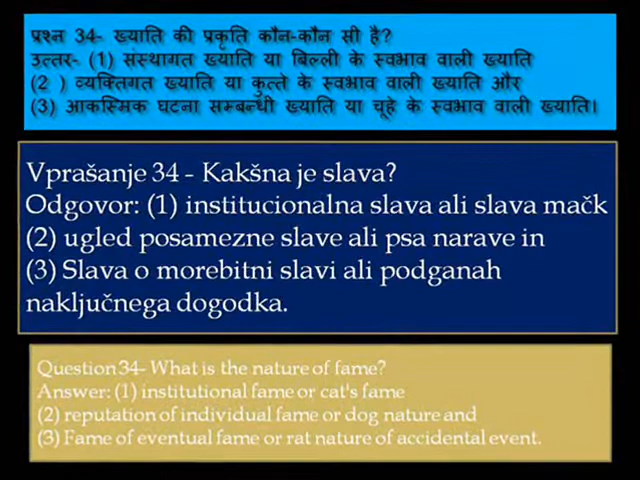 प्रश्न 34- ख्याति की प्रकृति कौन-कौन सी है?
उत्तर- (1) संस्थागत ख्याति या बिल्ली के स्वभाव वाली ख्याति
(2 ) व्यक्तिगत ख्याति या कुत्ते के स्वभाव वाली ख्याति और
(3) आकस्मिक घटना सम्बन्धी ख्याति या चूहे के स्वभाव वाली ख्याति।
Vprašanje 34 - Kakšna je slava?
Odgovor: (1) institucionalna slava ali slava mačk
(2) ugled posamezne slave ali psa narave in
(3) Slava o morebitni slavi ali podganah
naključnega dogodka.
Question 34- What is the nature of fame?
Answer: (1) institutional fame or cat's fame
(2) reputation of individual fame or dog nature and
(3) Fame of eventual fame or rat nature of accidental event.